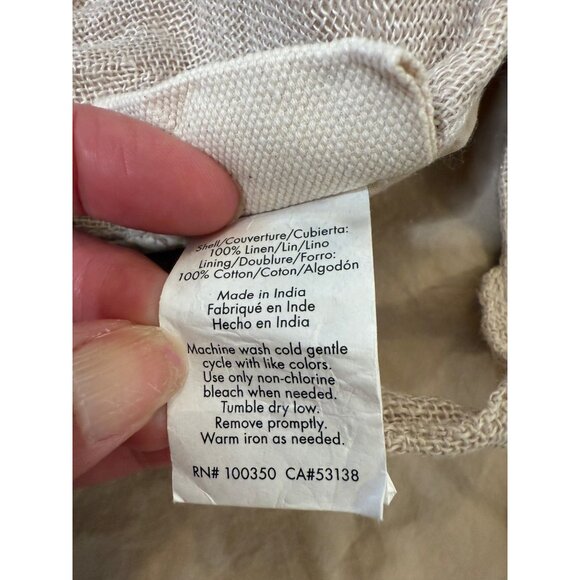 Shell/Couverture/Cubierta:
100% Linen/Lin/Lino
Lining/Doublure/Forro:
100% Cotton/Coton/Algodón
Made in India
Fabriqué en Inde
Hecho en India
Machine wash cold gentle
cycle with like colors.
Use only non-chlorine
bleach when needed.
Tumble dry low.
Remove promptly.
Warm iron as needed.
RN# 100350 CA#53138